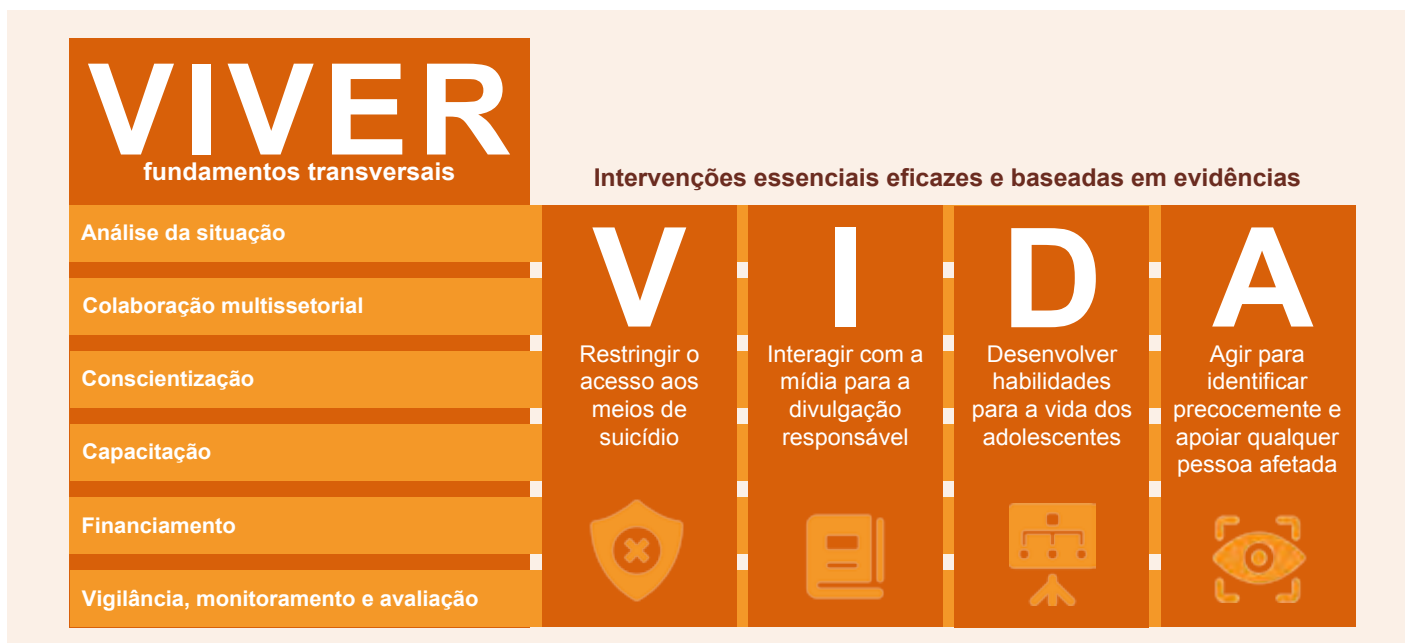 VIVER
fundamentos transversais
Análise da situação
Colaboração multissetorial
Conscientização
Capacitação
Financiamento
Vigilância, monitoramento e avaliação
Intervenções essenciais eficazes e baseadas em evidências
V
Restringir o
acesso aos
meios de
suicídio
I
Interagir com a
mídia para a
divulgação
responsável
D
Desenvolver
habilidades
para a vida dos
adolescentes
A
Agir para
identificar
precocemente e
apoiar qualquer
pessoa afetada